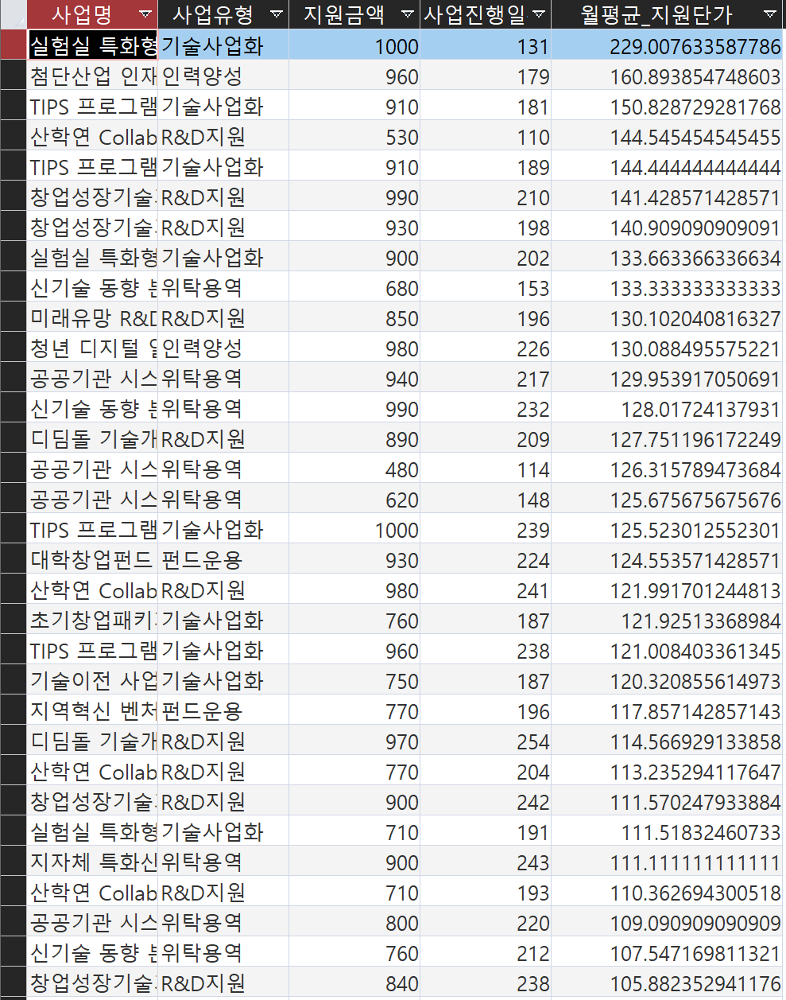 사업명 사업유형 지원금액 사업진행일 월평균_지원단가
실험실 특화형 기술사업화 1000 131 229.007633587786
첨단산업 인재 인력양성 960 179 160.893854748603
TIPS 프로그램 기술사업화 910 181 150.828729281768
산학연 Collab R&D지원 530 110 144.545454545455
TIPS 프로그램 기술사업화 910 189 144.444444444444
창업성장기술 R&D지원 990 210 141.428571428571
창업성장기술 R&D지원 930 198 140.909090909091
실험실 특화형 기술사업화 900 202 133.663366336634
신기술 동향 분 위탁용역 680 153 133.333333333333
미래유망 R&D R&D지원 850 196 130.102040816327
청년 디지털 인력양성 980 226 130.088495575221
공공기관 시스 위탁용역 940 217 129.953917050691
신기술 동향 분 위탁용역 990 232 128.01724137931
디딤돌 기술개 R&D지원 890 209 127.751196172249
공공기관 시스 위탁용역 480 114 126.315789473684
공공기관 시스 위탁용역 620 148 125.675675675676
TIPS 프로그램 기술사업화 1000 239 125.523012552301
대학창업펀드 펀드운용 930 224 124.553571428571
산학연 Collab R&D지원 980 241 121.991701244813
초기창업패키 기술사업화 760 187 121.92513368984
TIPS 프로그램 기술사업화 960 238 121.008403361345
기술이전 사업 기술사업화 750 187 120.320855614973
지역혁신 벤처 펀드운용 770 196 117.857142857143
디딤돌 기술개 R&D지원 970 254 114.566929133858
산학연 Collab R&D지원 770 204 113.235294117647
창업성장기술 R&D지원 900 242 111.570247933884
실험실 특화형 기술사업화 710 191 111.51832460733
지자체 특화산 위탁용역 900 243 111.111111111111
산학연 Collab R&D지원 710 193 110.362694300518
공공기관 시스 위탁용역 800 220 109.090909090909
신기술 동향 분 위탁용역 760 212 107.547169811321
창업성장기술 R&D지원 840 238 105.882352941176